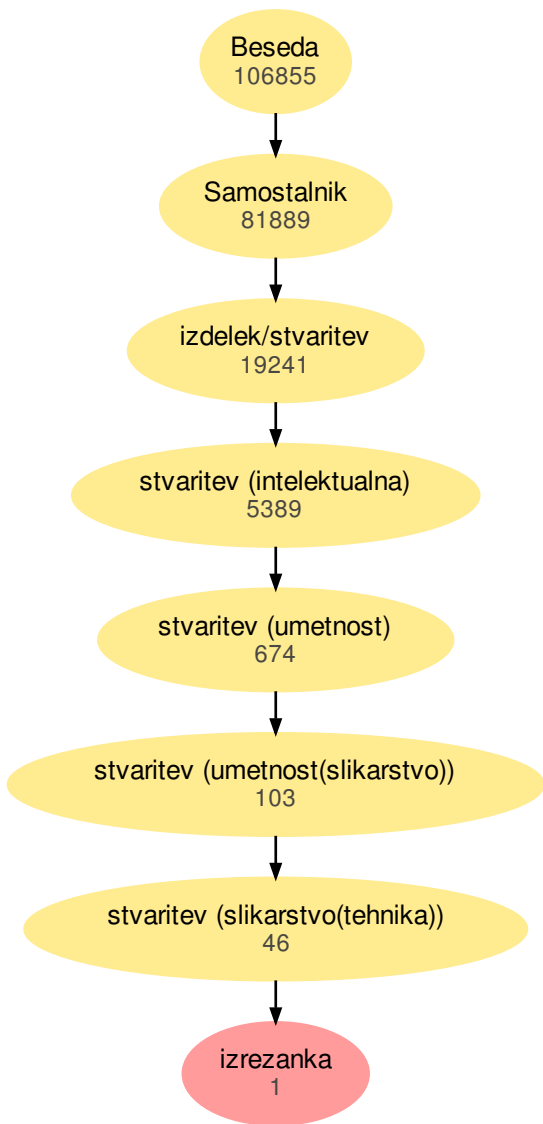 Beseda
106855
Samostalnik
81889
izdelek/stvaritev
19241
stvaritev (intelektualna)
5389
stvaritev (umetnost)
674
stvaritev (umetnost(slikarstvo))
103
stvaritev (slikarstvo(tehnika))
46
izrezanka
1